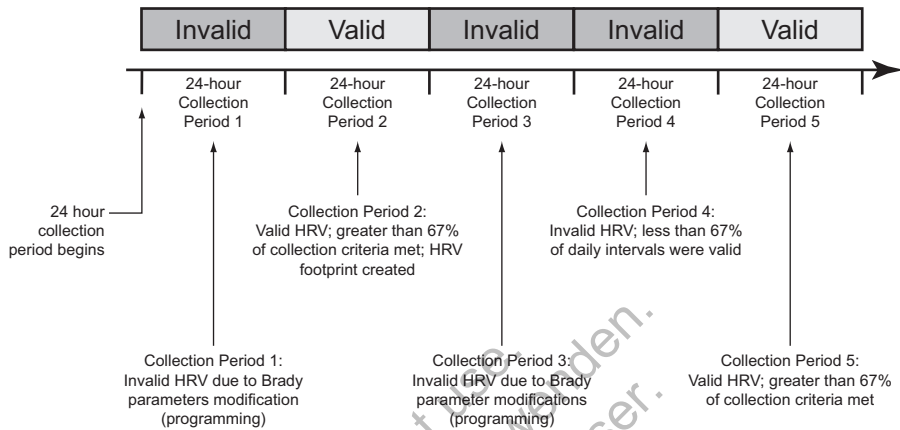 Invalid Valid Invalid Invalid Valid
24-hour Collection Period 1
24-hour Collection Period 2
24-hour Collection Period 3
24-hour Collection Period 4
24-hour Collection Period 5
24 hour
collection
period begins
Collection Period 2:
Valid HRV; greater than 67%
of collection criteria met; HRV
footprint created
Collection Period 4:
Invalid HRV; less than 67%
of daily intervals were valid
Collection Period 1:
Invalid HRV due to Brady
parameters modification
(programming)
Collection Period 3:
Invalid HRV due to Brady
parameter modifications
(programming)
Collection Period 5:
Valid HRV; greater than 67%
of collection criteria met
use.